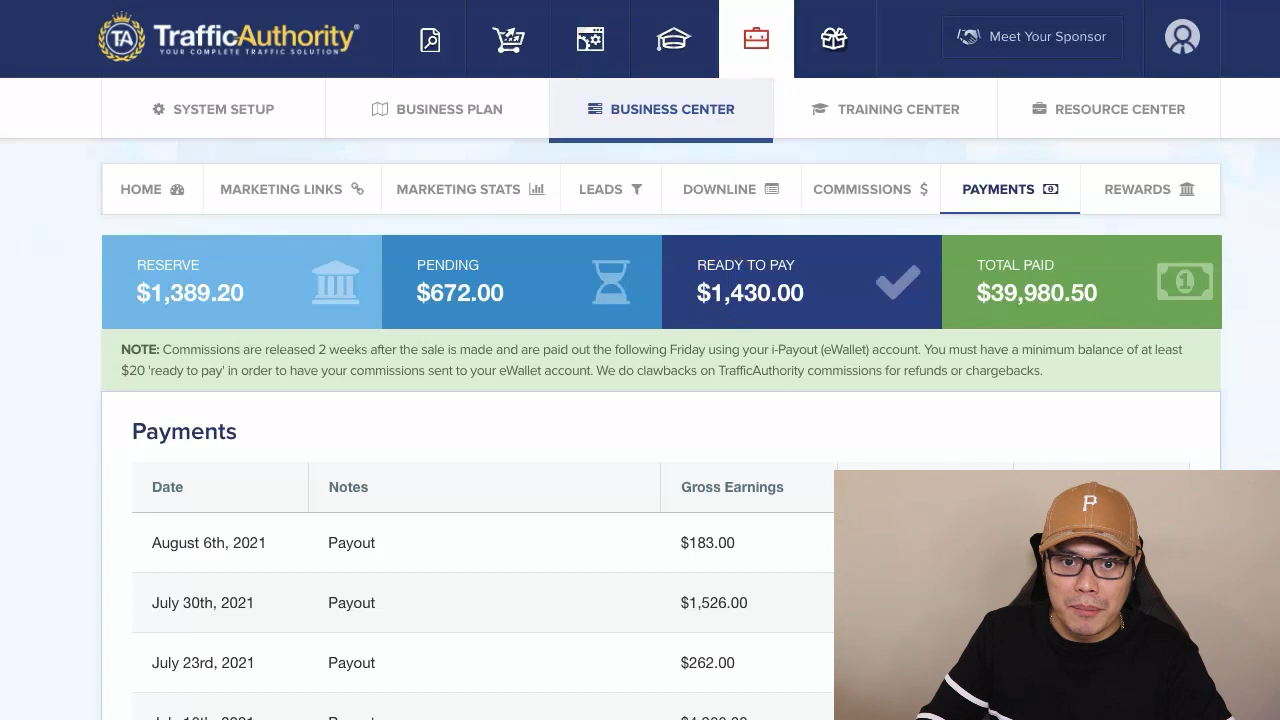 TA TrafficAuthority®
YOUR COMPLETE TRAFFIC SOLUTION
Meet Your Sponsor
SYSTEM SETUP
BUSINESS PLAN
BUSINESS CENTER
TRAINING CENTER
RESOURCE CENTER
HOME
MARKETING LINKS
MARKETING STATS
LEADS
DOWNLINE
COMMISSIONS $
PAYMENTS
REWARDS
RESERVE
$1,389.20
PENDING
$672.00
READY TO PAY
$1,430.00
TOTAL PAID
$39,980.50
NOTE: Commissions are released 2 weeks after the sale is made and are paid out the following Friday using your i-Payout (eWallet) account. You must have a minimum balance of at least
$20 'ready to pay' in order to have your commissions sent to your eWallet account. We do clawbacks on TrafficAuthority commissions for refunds or chargebacks.
Payments
Date Notes Gross Earnings
August 6th, 2021 Payout $183.00
July 30th, 2021 Payout $1,526.00
July 23rd, 2021 Payout $262.00
P